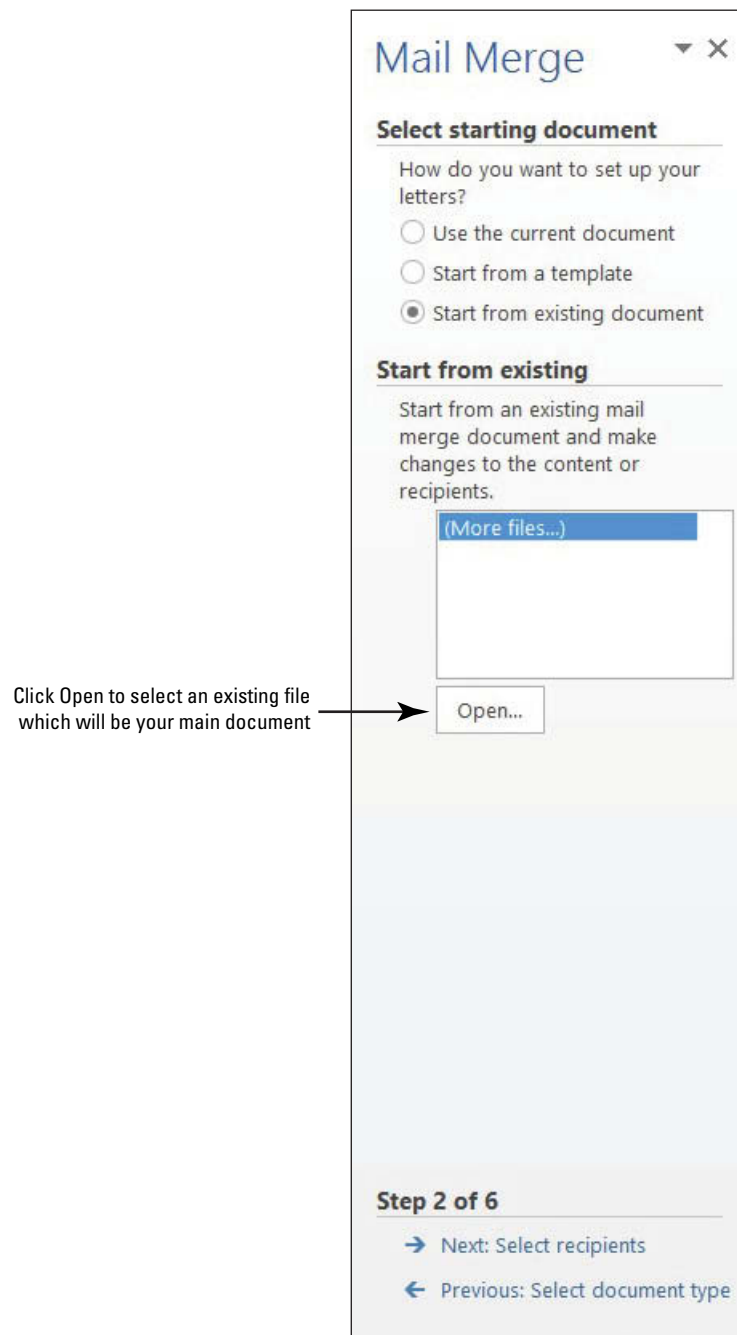 Mail Merge
Select starting document
How do you want to set up your
letters?
Use the current document
Start from a template
Start from existing document
Start from existing
Start from an existing mail
merge document and make
changes to the content or
recipients.
(More files...)
Click Open to select an existing file
which will be your main document
Open...
Step 2 of 6
Next: Select recipients
Previous: Select document type